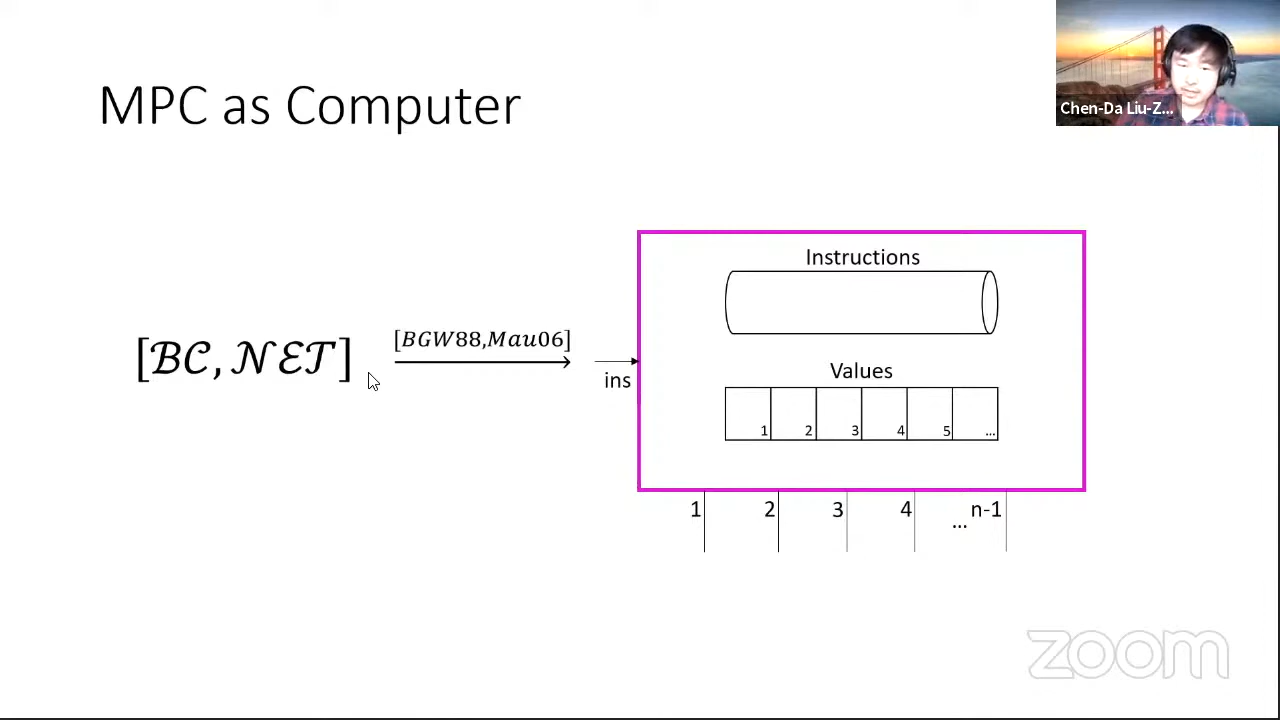 MPC as Computer
Chen-Da Liu-Z...
[ℬ𝒞, 𝒩ℰ𝒯]
[BGW88,Mau06]
ins
Instructions
Values
1 2 3 4 5 ...
1 2 3 4 ... n-1
zoom